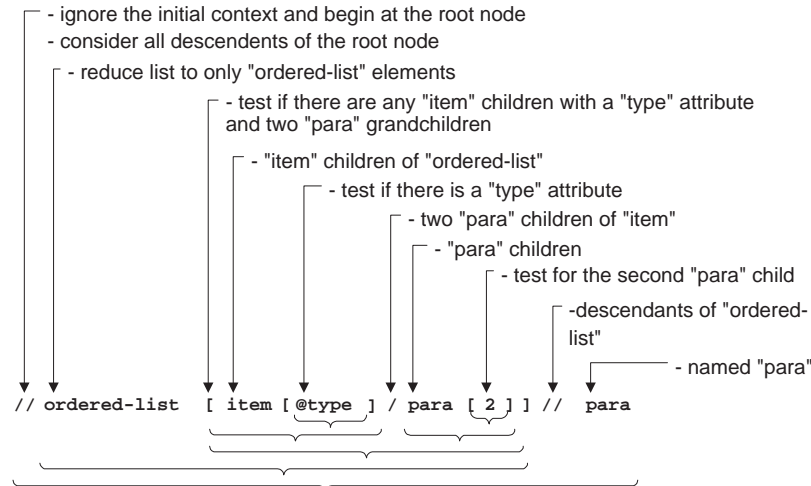 - ignore the initial context and begin at the root node
- consider all descendents of the root node
- reduce list to only "ordered-list" elements
- test if there are any "item" children with a "type" attribute
and two "para" grandchildren
- "item" children of "ordered-list"
- test if there is a "type" attribute
- two "para" children of "item"
- "para" children
- test for the second "para" child
-descendants of "ordered-
list"
- named "para"
// ordered-list [ item [ @type ] / para [ 2 ] ] // para